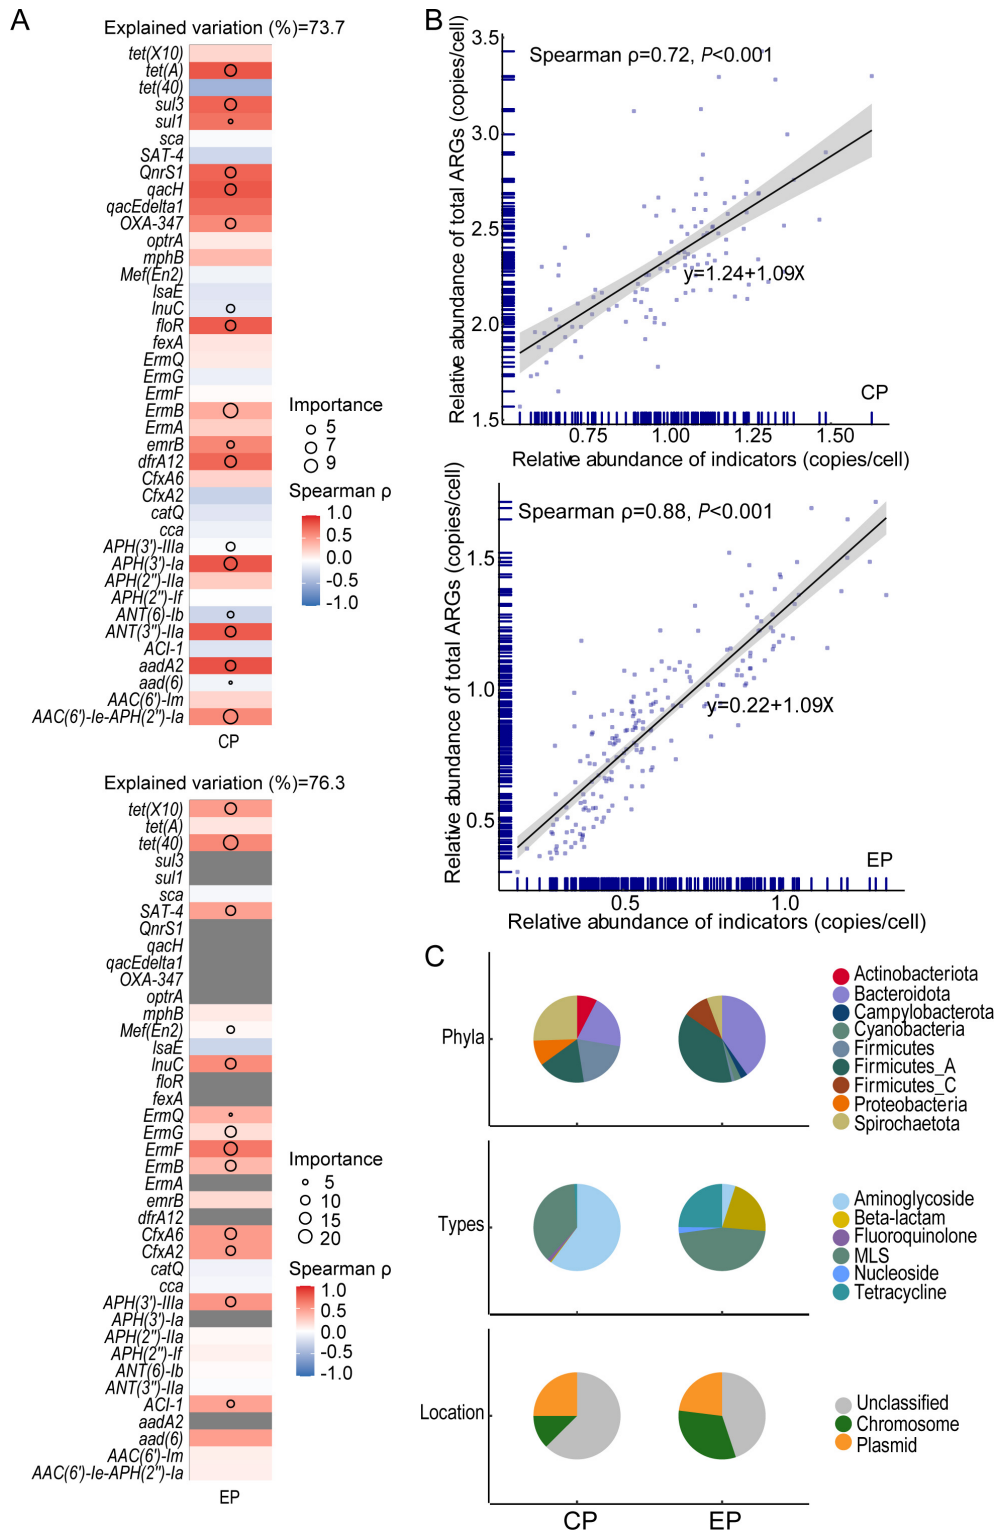 A
Explained variation (%)=73.7
tet(X10)
tet(A)
tet(40)
sul3
sul1
sca
SAT-4
QnrS1
qacH
qacEdelta1
OXA-347
optrA
mphB
Mef(En2)
lsaE
lnuC
floR
fexA
ErmQ
ErmG
ErmF
ErmB
ErmA
emrB
dfrA12
CfxA6
CfxA2
catQ
cca
APH(3')-IIIa
APH(3')-Ia
APH(2'')-IIa
APH(2'')-If
ANT(6)-Ib
ANT(3'')-IIa
ACI-1
aadA2
aad(6)
AAC(6')-Im
AAC(6')-Ie-APH(2'')-Ia
CP
Importance
5
7
9
Spearman ρ
1.0
0.5
0.0
-0.5
-1.0
Explained variation (%)=76.3
tet(X10)
tet(A)
tet(40)
sul3
sul1
sca
SAT-4
QnrS1
qacH
qacEdelta1
OXA-347
optrA
mphB
Mef(En2)
lsaE
lnuC
floR
fexA
ErmQ
ErmG
ErmF
ErmB
ErmA
emrB
dfrA12
CfxA6
CfxA2
catQ
cca
APH(3')-IIIa
APH(3')-Ia
APH(2'')-IIa
APH(2'')-If
ANT(6)-Ib
ANT(3'')-IIa
ACI-1
aadA2
aad(6)
AAC(6')-Im
AAC(6')-Ie-APH(2'')-Ia
EP
Importance
5
10
15
20
Spearman ρ
1.0
0.5
0.0
-0.5
-1.0
B
Relative abundance of total ARGs (copies/cell)
3.5
3.0
2.5
2.0
1.5
Spearman ρ=0.72, P<0.001
y=1.24+1.09X
CP
0.75
1.00
1.25
1.50
Relative abundance of indicators (copies/cell)
Relative abundance of total ARGs (copies/cell)
1.5
1.0
0.5
Spearman ρ=0.88, P<0.001
y=0.22+1.09X
EP
0.5
1.0
Relative abundance of indicators (copies/cell)
C
Phyla
Actinobacteriota
Bacteroidota
Campylobacterota
Cyanobacteria
Firmicutes
Firmicutes_A
Firmicutes_C
Proteobacteria
Spirochaetota
Types
Aminoglycoside
Beta-lactam
Fluoroquinolone
MLS
Nucleoside
Tetracycline
Location
Unclassified
Chromosome
Plasmid
CP
EP